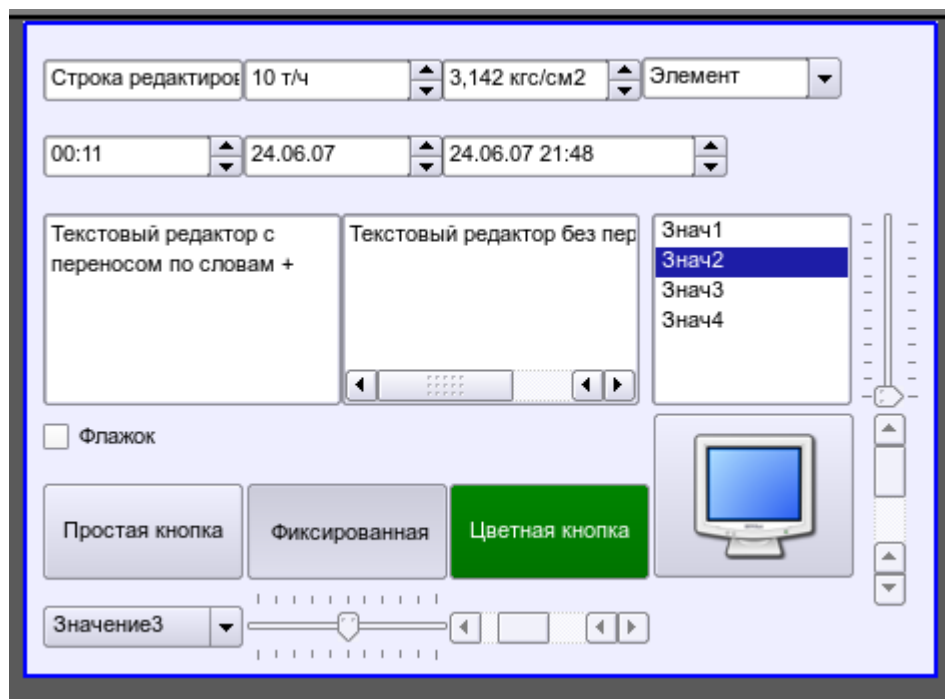 Строка редактиров
10 т/ч
3,142 кгс/см2
Элемент
00:11
24.06.07
24.06.07 21:48
Текстовый редактор с
переносом по словам +
Текстовый редактор без пер
Знач1
Знач2
Знач3
Знач4
Флажок
Простая кнопка
Фиксированная
Цветная кнопка
Значение3